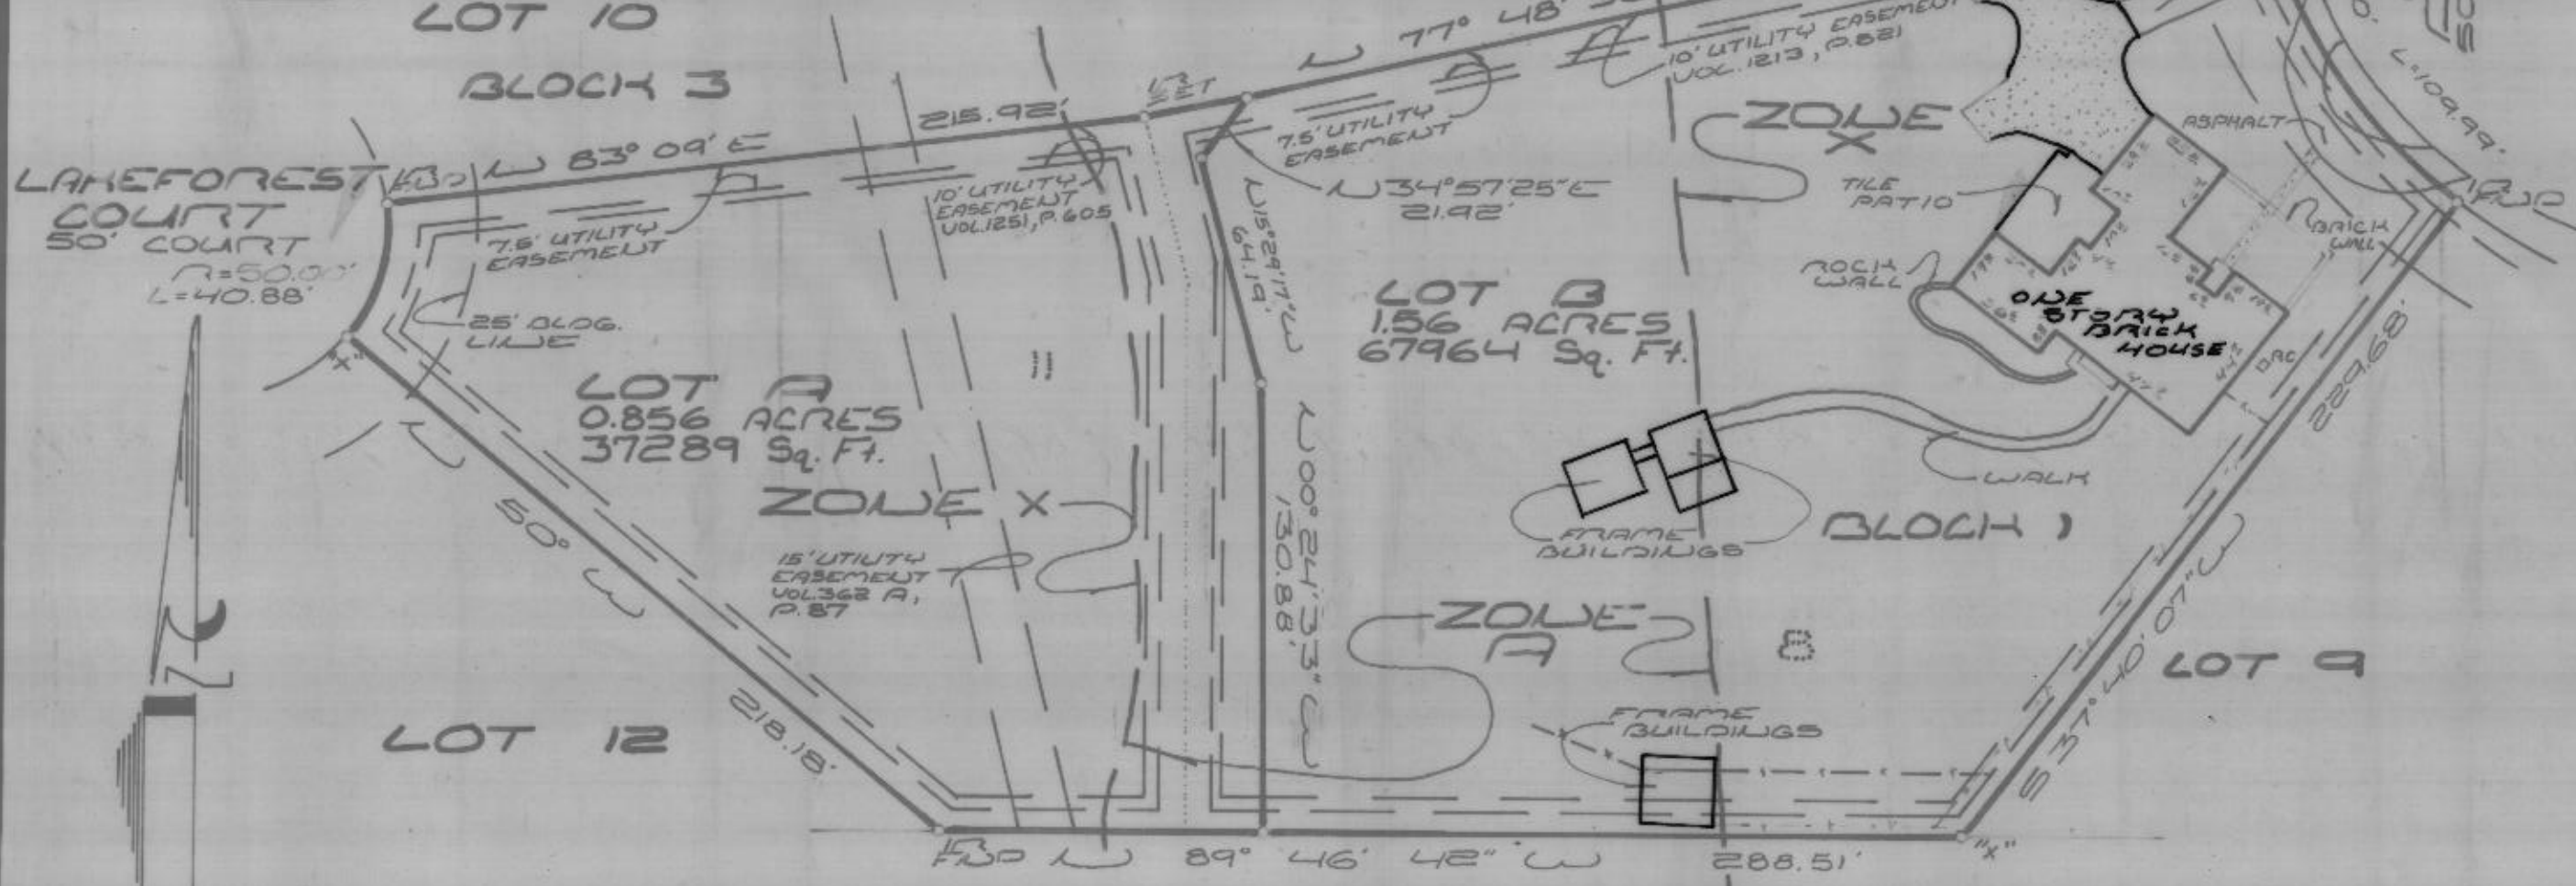 LOT 10
BLOCK 3
LAKEFOREST
COURT
50' COURT
R=50.00'
L=40.88'
FND
N 83° 09' E
215.92'
SET
N 77° 48'
10' UTILITY EASEMENT
VOL. 1213, P.821
7.5' UTILITY
EASEMENT
N 34° 57' 25" E
21.92'
ZONE
X
ASPHALT
L=109.99'
FND
TILE
PATIO
BRICK
WALL
ROCK
WALL
ONE
STORY
BRICK
HOUSE
7.5' UTILITY
EASEMENT
10' UTILITY
EASEMENT
VOL.1251, P.605
N 15° 29' 17" W
64.19'
25' BLDG.
LINE
"X"
11
LOT A
0.856 ACRES
37289 Sq. Ft.
LOT B
1.56 ACRES
67964 Sq. Ft.
229.68'
ZONE X
N 00° 24' 33" W
130.88'
WALK
FRAME
BUILDINGS
BLOCK 1
50° W
15' UTILITY
EASEMENT
VOL.362 A,
P.87
ZONE
A
8
LOT 9
S 37° 40' 07" W
LOT 12
218.18'
FRAME
BUILDINGS
FND
N 89° 46' 42" W
288.51'
"X"